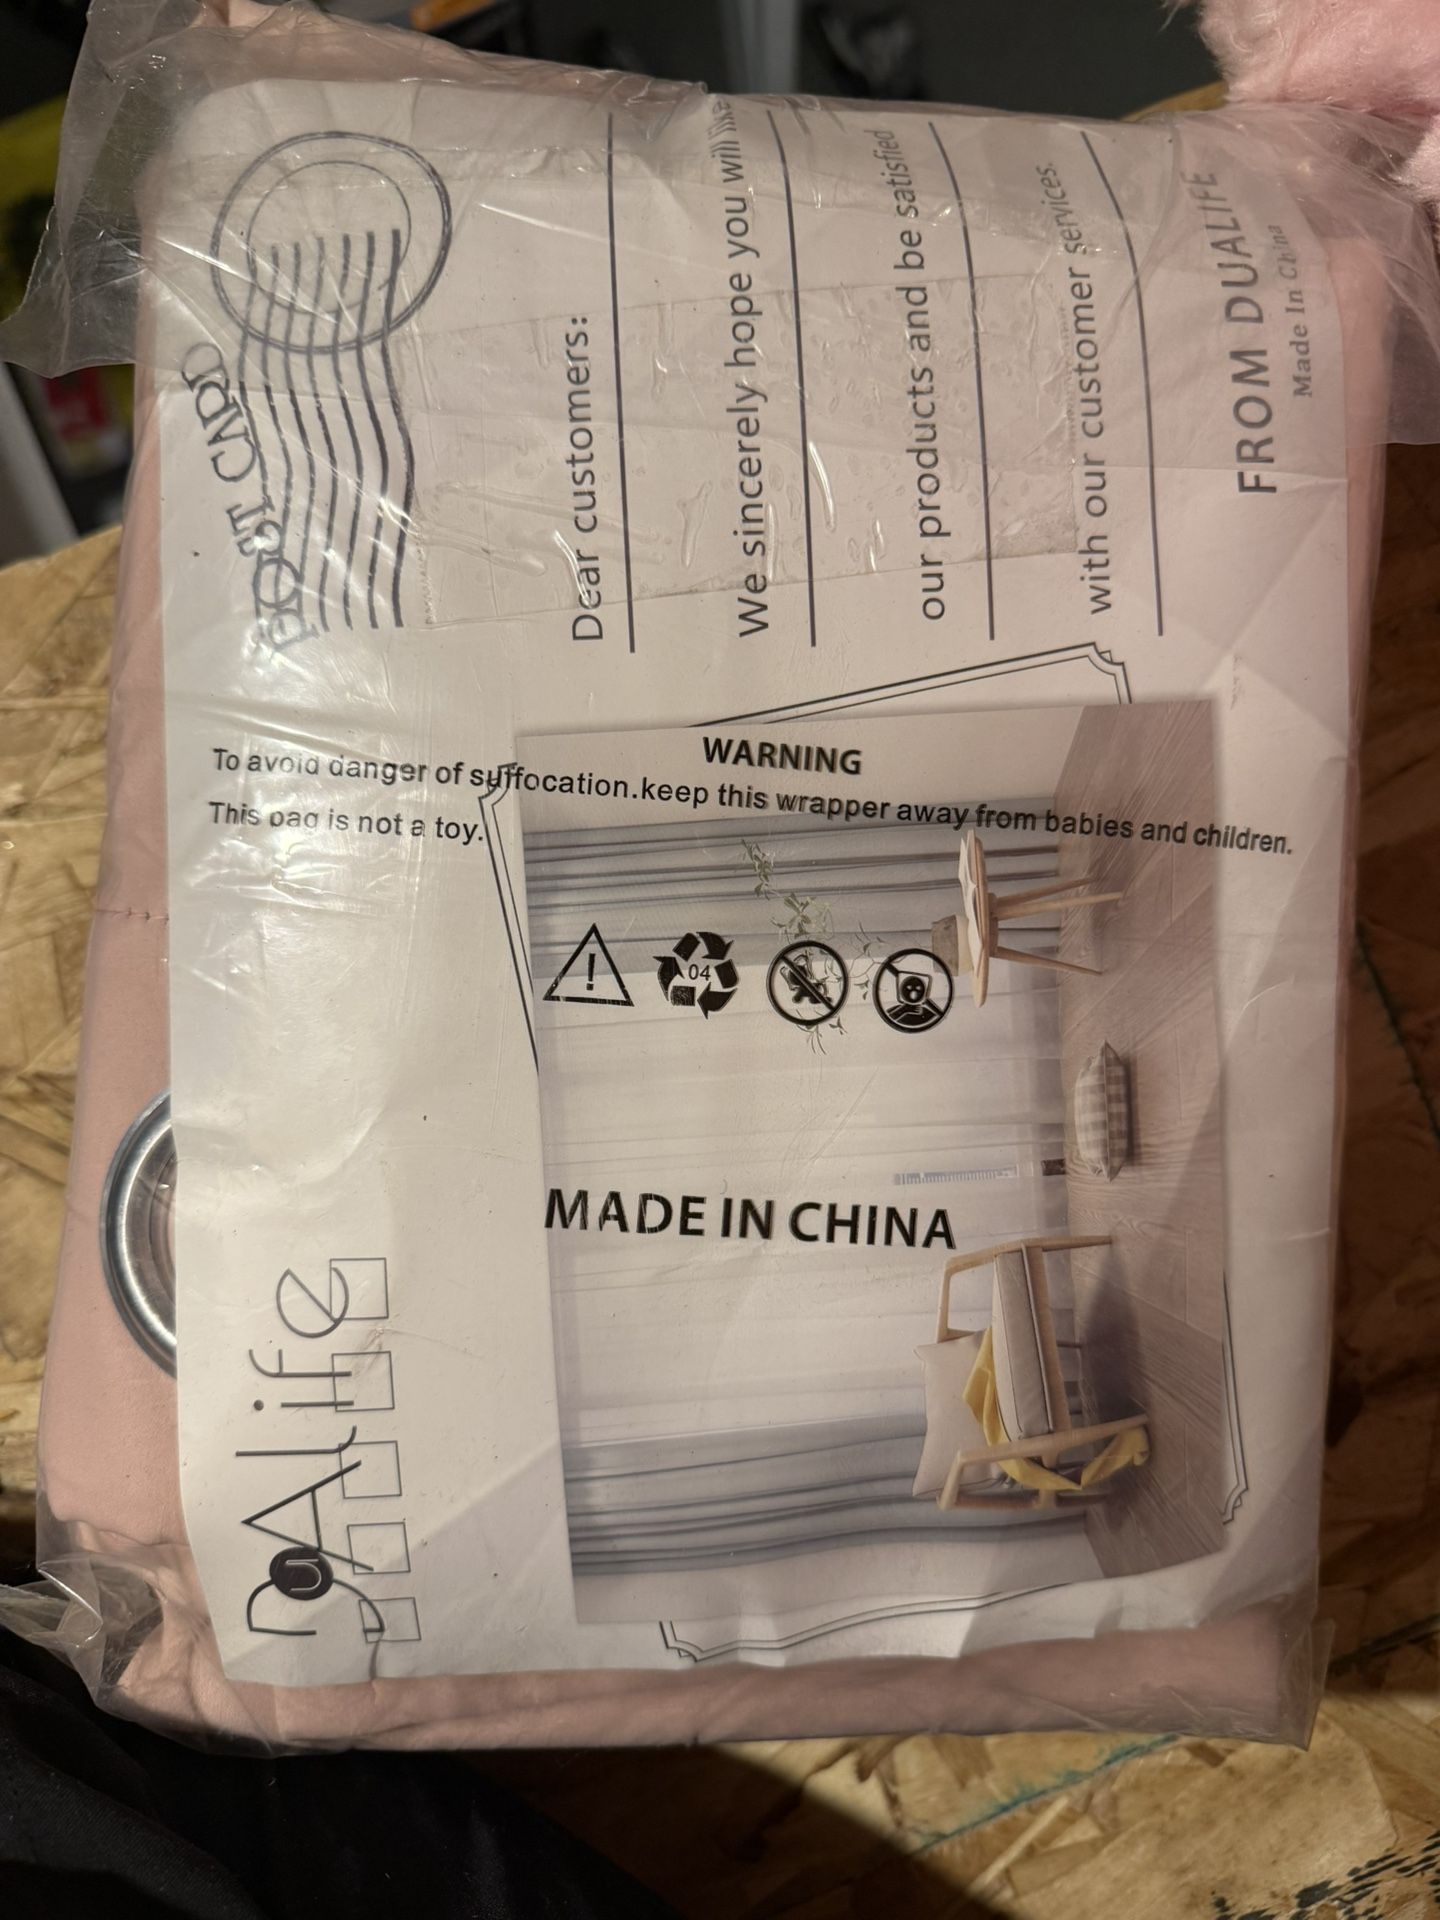 POST CARD
Dear customers:
We sincerely hope you will like
our products and be satisfied
with our customer services.
FROM DUALIFE
Made In China
WARNING
To avoid danger of suffocation.keep this wrapper away from babies and children.
This bag is not a toy.
04
MADE IN CHINA
DUALife